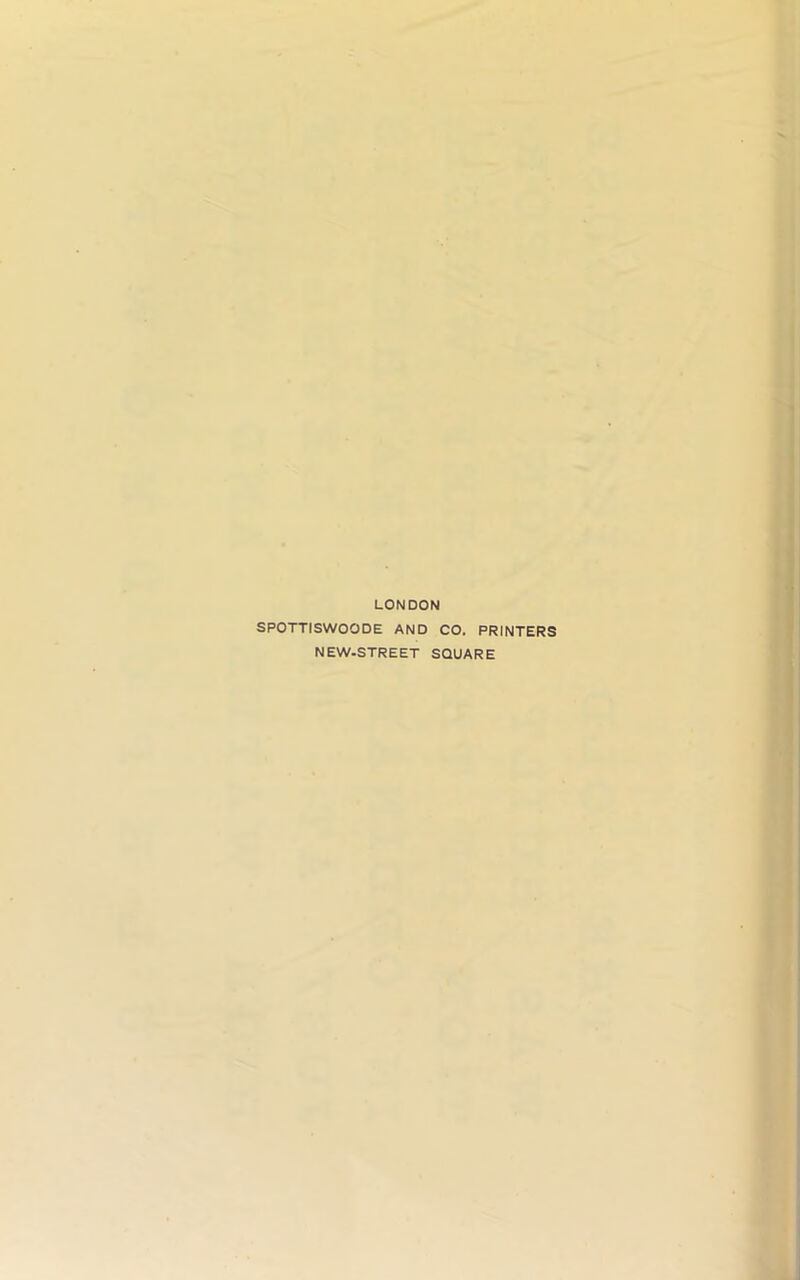 LONDON
SPOTTISWOODE AND CO. PRINTERS
NEW-STREET SQUARE